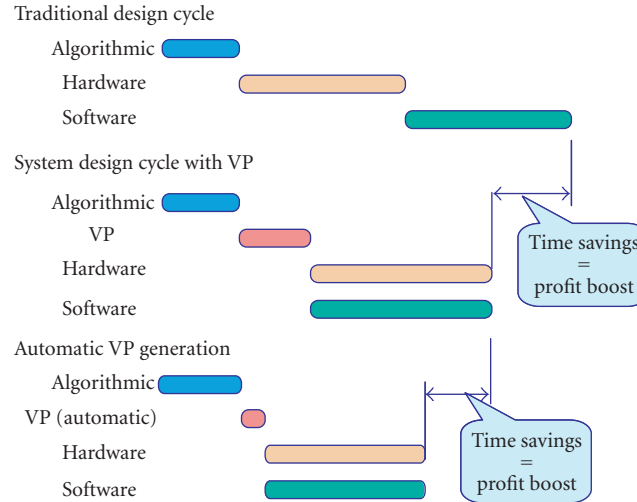 Traditional design cycle
Algorithmic
Hardware
Software
System design cycle with VP
Algorithmic
VP
Hardware
Software
Time savings
=
profit boost
Automatic VP generation
Algorithmic
VP (automatic)
Hardware
Software
Time savings
=
profit boost